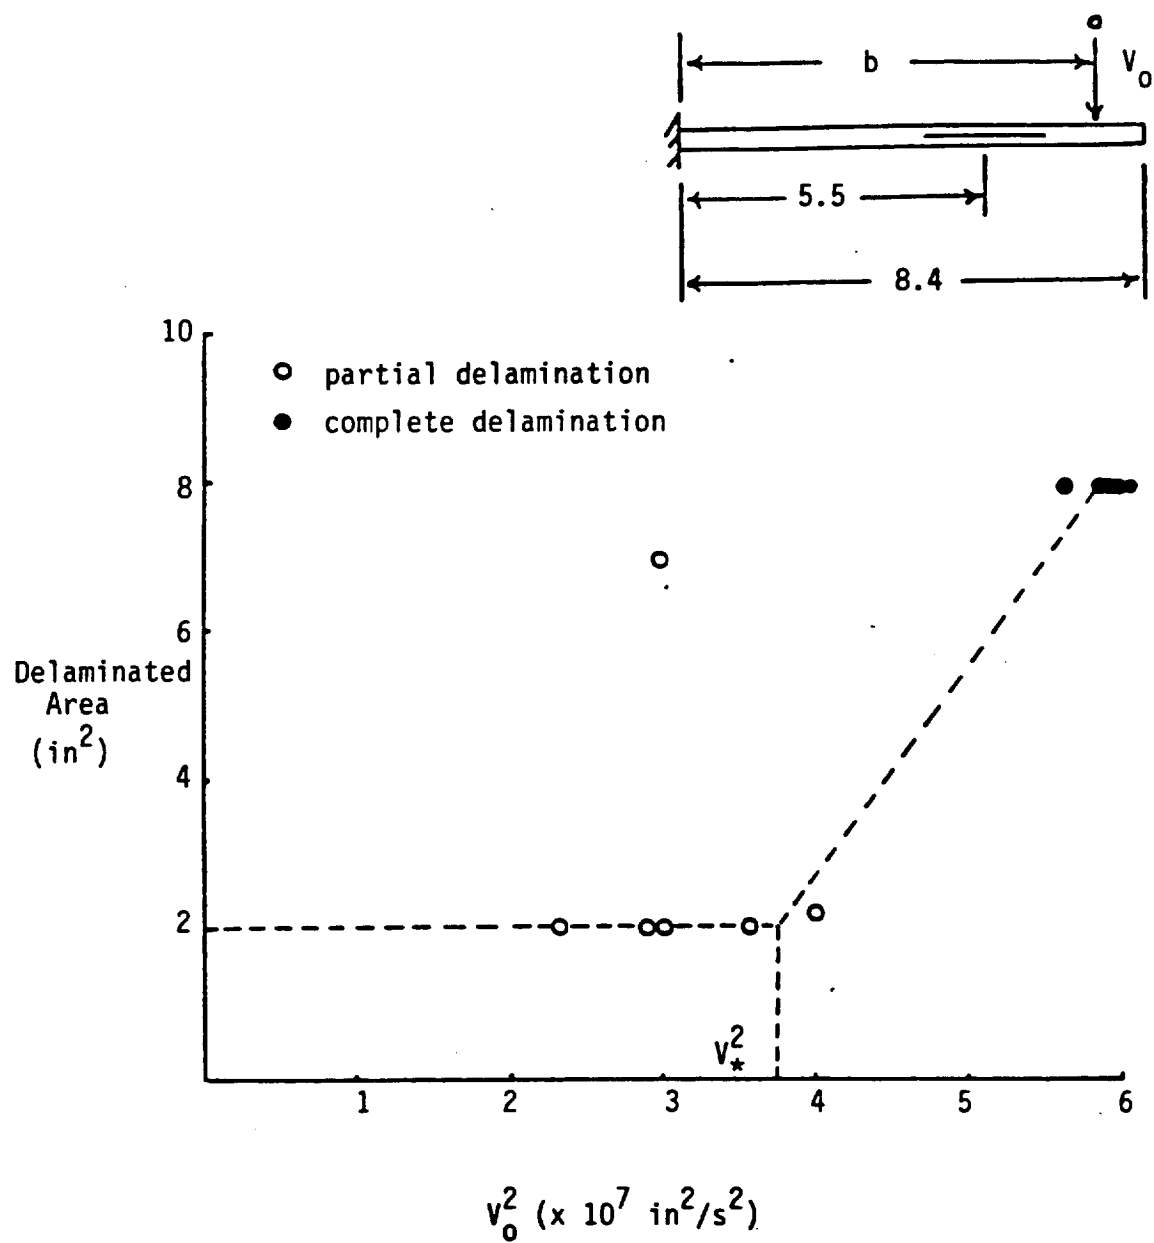 b
V₀
5.5
8.4
10
partial delamination
complete delamination
8
6
Delaminated
Area
(in²)
4
2
V²⁎
1 2 3 4 5 6
V₀² (x 10⁷ in²/s²)